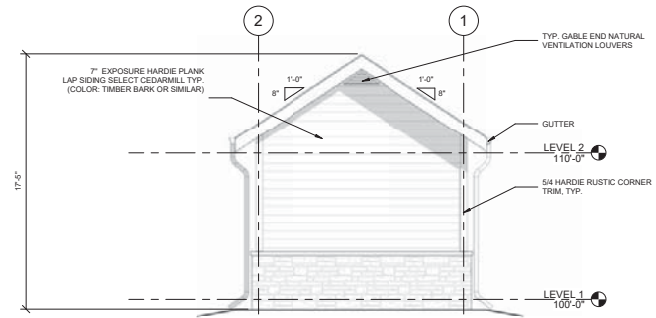 2
1
TYP. GABLE END NATURAL
VENTILATION LOUVERS
7" EXPOSURE HARDIE PLANK
LAP SIDING SELECT CEDARMILL TYP.
(COLOR: TIMBER BARK OR SIMILAR)
1'-0"
8"
1'-0"
8"
GUTTER
LEVEL 2
110'-0"
17'-5"
5/4 HARDIE RUSTIC CORNER
TRIM, TYP.
LEVEL 1
100'-0"